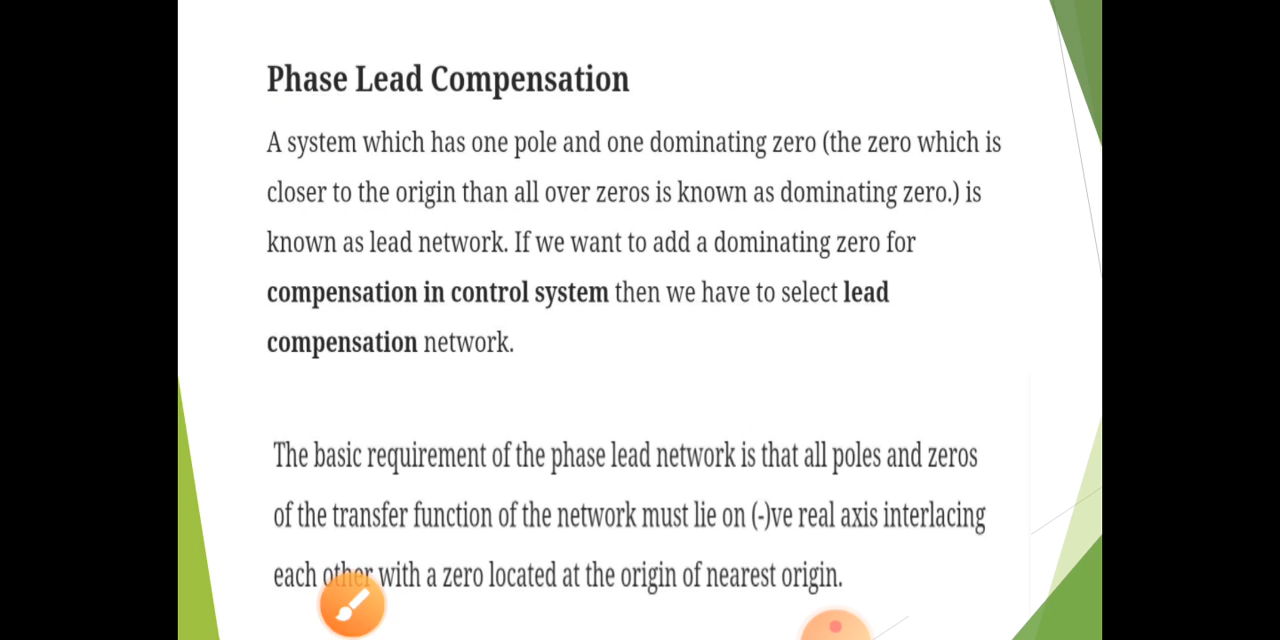 Phase Lead Compensation
A system which has one pole and one dominating zero (the zero which is
closer to the origin than all over zeros is known as dominating zero.) is
known as lead network. If we want to add a dominating zero for
compensation in control system then we have to select lead
compensation network.
The basic requirement of the phase lead network is that all poles and zeros
of the transfer function of the network must lie on (-)ve real axis interlacing
each other with a zero located at the origin of nearest origin.